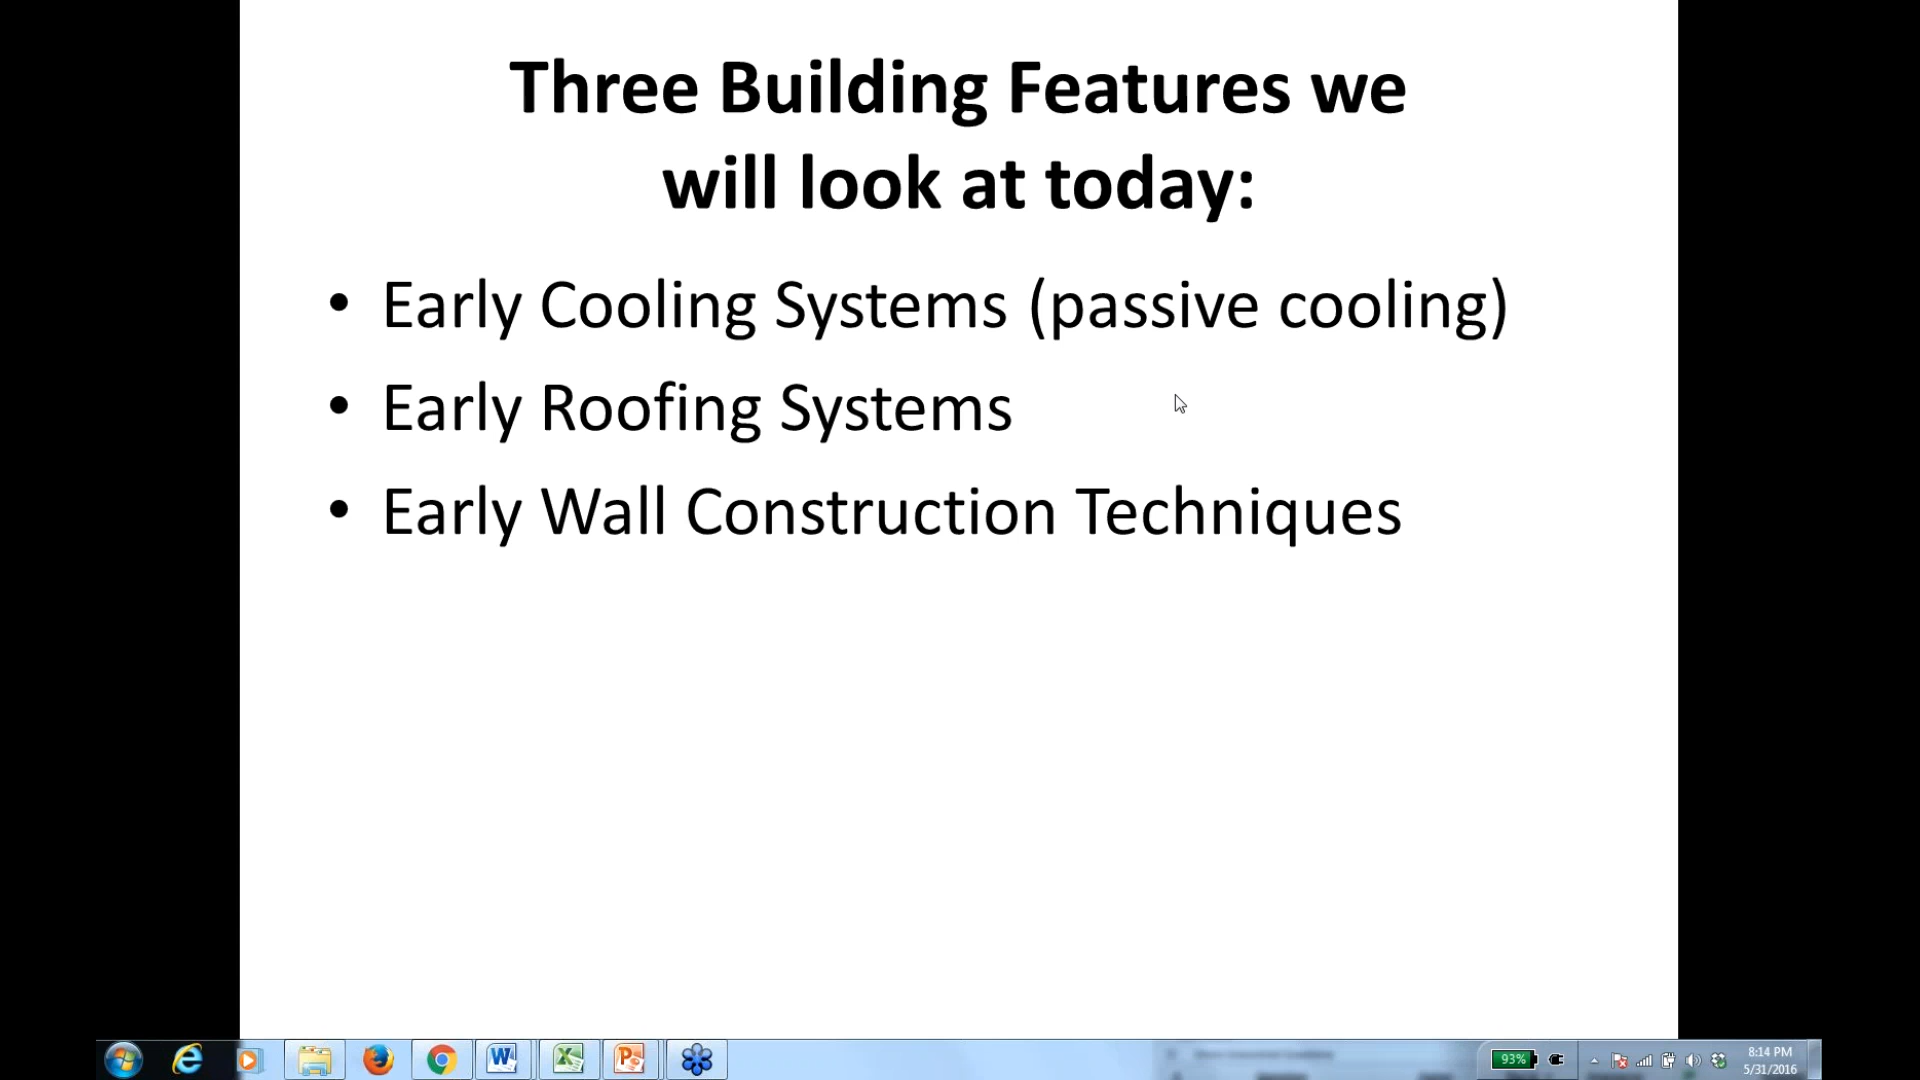 Three Building Features we
will look at today:
• Early Cooling Systems (passive cooling)
• Early Roofing Systems
• Early Wall Construction Techniques
93%
8:14 PM
5/31/2016